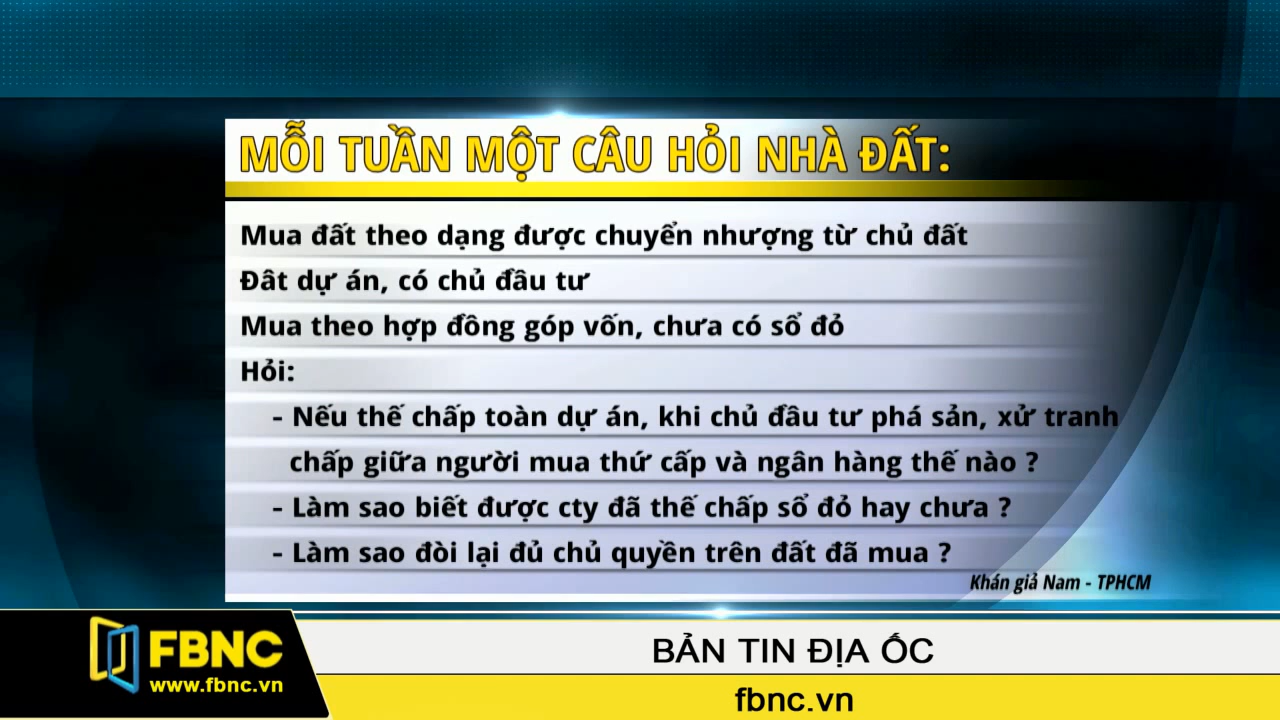 MỖI TUẦN MỘT CÂU HỎI NHÀ ĐẤT:
Mua đất theo dạng được chuyển nhượng từ chủ đất
Đât dự án, có chủ đầu tư
Mua theo hợp đồng góp vốn, chưa có sổ đỏ
Hỏi:
- Nếu thế chấp toàn dự án, khi chủ đầu tư phá sản, xử tranh
chấp giữa người mua thứ cấp và ngân hàng thế nào ?
- Làm sao biết được cty đã thế chấp sổ đỏ hay chưa ?
- Làm sao đòi lại đủ chủ quyền trên đất đã mua ?
Khán giả Nam - TPHCM
FBNC
www.fbnc.vn
BẢN TIN ĐỊA ỐC
fbnc.vn